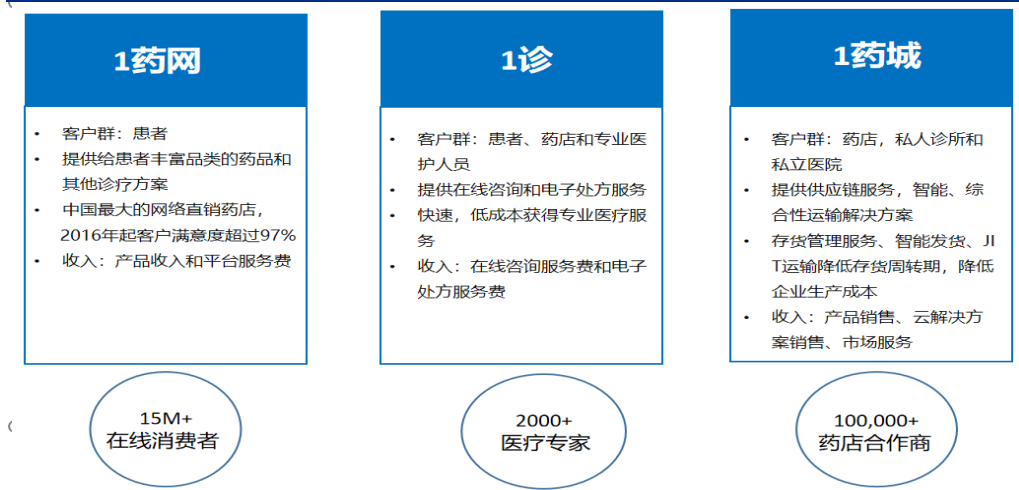 1药网
• 客户群：患者
• 提供给患者丰富品类的药品和
其他诊疗方案
• 中国最大的网络直销药店，
2016年起客户满意度超过97%
• 收入：产品收入和平台服务费
15M+
在线消费者
1诊
• 客户群：患者、药店和专业医
护人员
• 提供在线咨询和电子处方服务
• 快速，低成本获得专业医疗服
务
• 收入：在线咨询服务费和电子
处方服务费
2000+
医疗专家
1药城
• 客户群：药店，私人诊所和
私立医院
• 提供供应链服务，智能、综
合性运输解决方案
• 存货管理服务、智能发货、JI
T运输降低存货周转期，降低
企业生产成本
• 收入：产品销售、云解决方
案销售、市场服务
100,000+
药店合作商